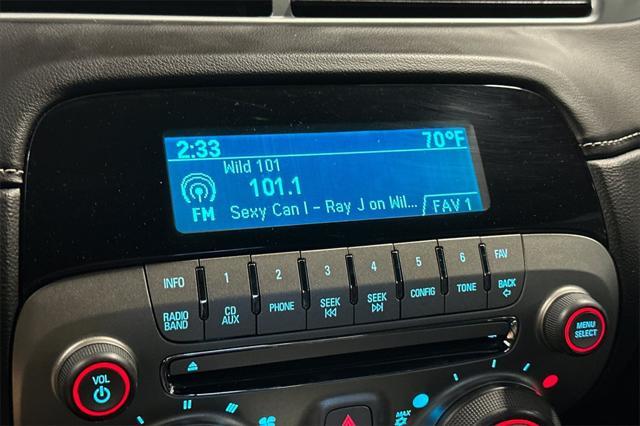 2:33 70°F
Wild 101
101.1
FM
Sexy Can I - Ray J on Wil...
FAV 1
INFO 1 2 3 4 5 6 FAV
RADIO BAND
CD AUX
PHONE
SEEK
SEEK
CONFIG
TONE
BACK
VOL
MENU SELECT
MAX